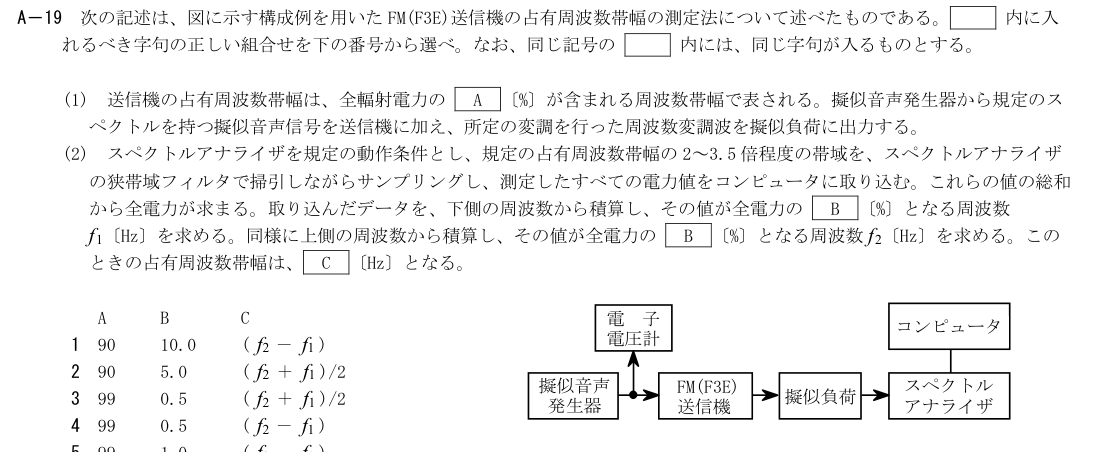 A－19 次の記述は、図に示す構成例を用いた FM(F3E)送信機の占有周波数帯幅の測定法について述べたものである。 内に入
れるべき字句の正しい組合せを下の番号から選べ。なお、同じ記号の 内には、同じ字句が入るものとする。
(1) 送信機の占有周波数帯幅は、全輻射電力の A 〔%〕が含まれる周波数帯幅で表される。擬似音声発生器から規定のス
ペクトルを持つ擬似音声信号を送信機に加え、所定の変調を行った周波数変調波を擬似負荷に出力する。
(2) スペクトルアナライザを規定の動作条件とし、規定の占有周波数帯幅の 2～3.5 倍程度の帯域を、スペクトルアナライザ
の狭帯域フィルタで掃引しながらサンプリングし、測定したすべての電力値をコンピュータに取り込む。これらの値の総和
から全電力が求まる。取り込んだデータを、下側の周波数から積算し、その値が全電力の B 〔%〕となる周波数
f1〔Hz〕を求める。同様に上側の周波数から積算し、その値が全電力の B 〔%〕となる周波数f2〔Hz〕を求める。この
ときの占有周波数帯幅は、 C 〔Hz〕となる。
A B C
1 90 10.0 (f2 － f1)
2 90 5.0 (f2 + f1)/2
3 99 0.5 (f2 + f1)/2
4 99 0.5 (f2 － f1)
電 子
電圧計
コンピュータ
擬似音声
発生器
FM(F3E)
送信機
擬似負荷
スペクトル
アナライザ